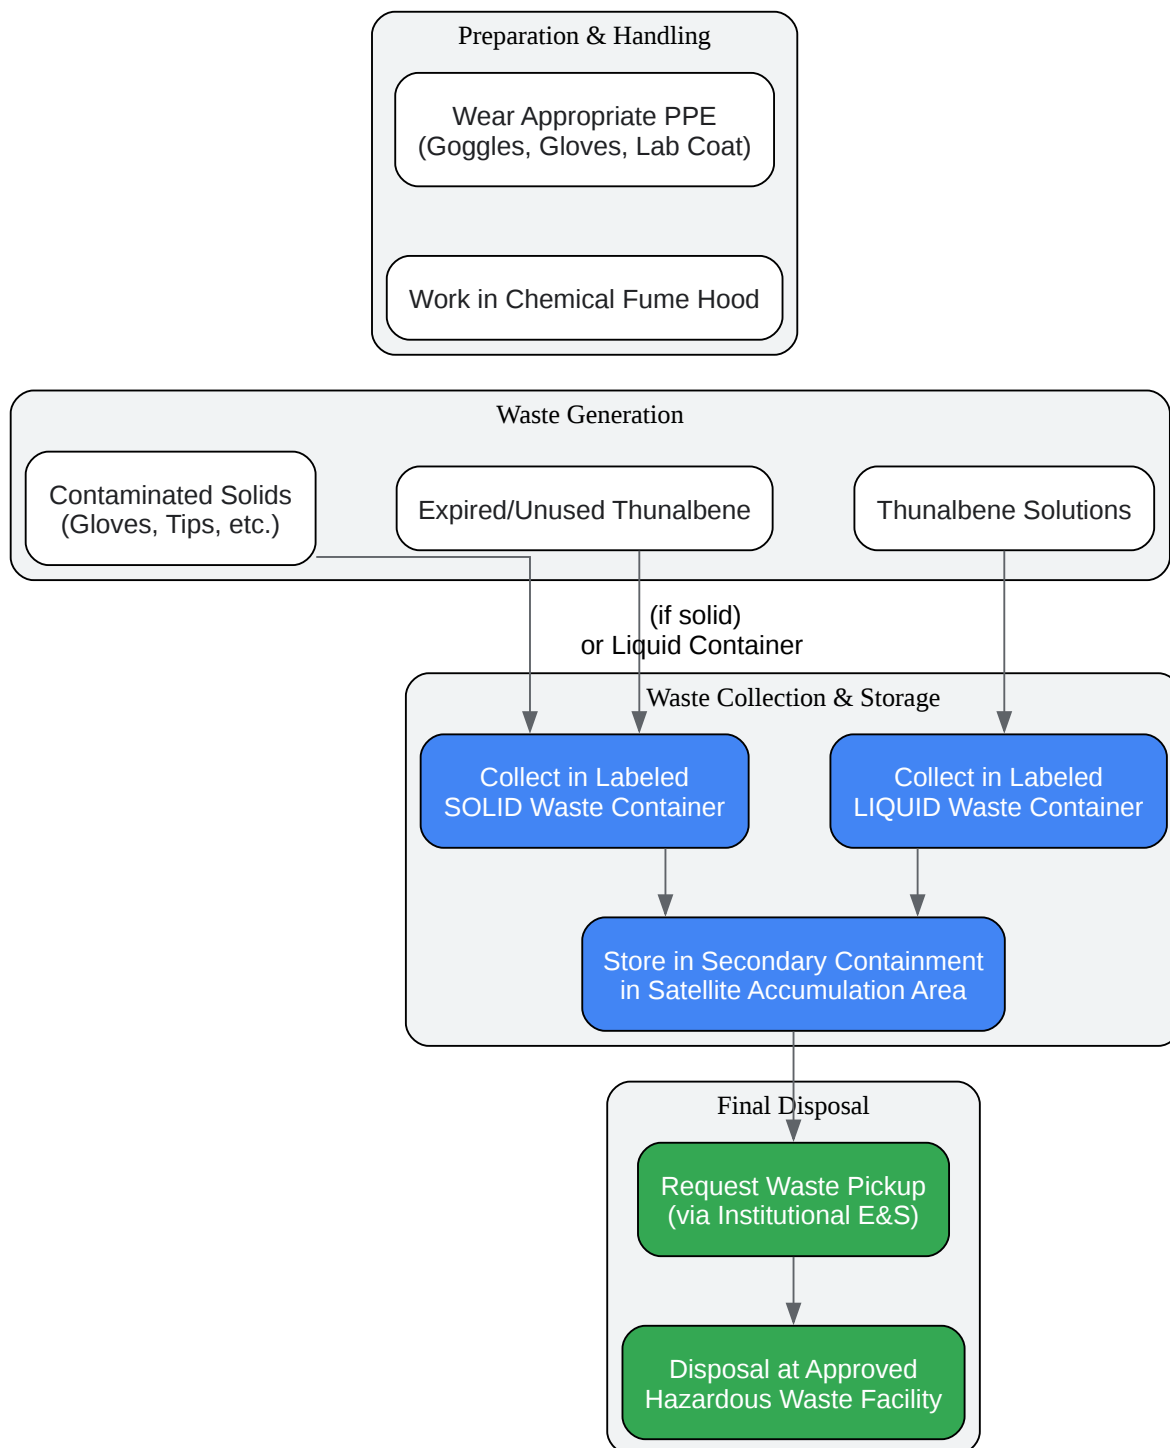 Preparation & Handling
Wear Appropriate PPE
(Goggles, Gloves, Lab Coat)
Work in Chemical Fume Hood
Waste Generation
Contaminated Solids
(Gloves, Tips, etc.)
Expired/Unused Thunalbene
Thunalbene Solutions
(if solid)
or Liquid Container
Waste Collection & Storage
Collect in Labeled
SOLID Waste Container
Collect in Labeled
LIQUID Waste Container
Store in Secondary Containment
in Satellite Accumulation Area
Final Disposal
Request Waste Pickup
(via Institutional E&S)
Disposal at Approved
Hazardous Waste Facility